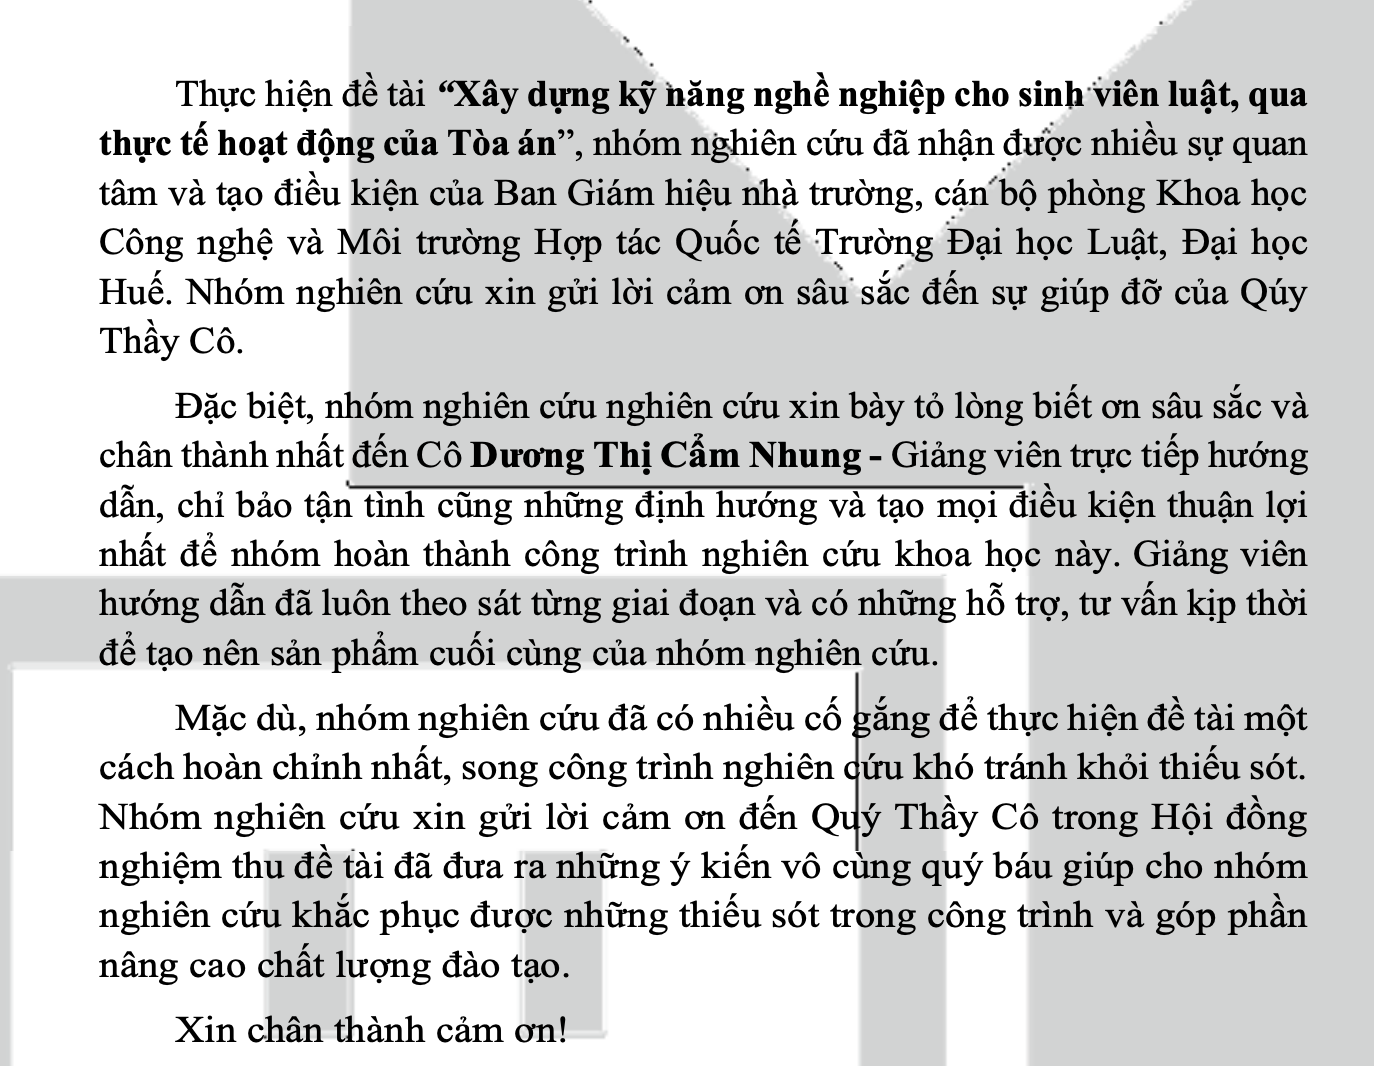 Thực hiện đề tài “Xây dựng kỹ năng nghề nghiệp cho sinh viên luật, qua
thực tế hoạt động của Tòa án”, nhóm nghiên cứu đã nhận được nhiều sự quan
tâm và tạo điều kiện của Ban Giám hiệu nhà trường, cán bộ phòng Khoa học
Công nghệ và Môi trường Hợp tác Quốc tế Trường Đại học Luật, Đại học
Huế. Nhóm nghiên cứu xin gửi lời cảm ơn sâu sắc đến sự giúp đỡ của Qúy
Thầy Cô.
Đặc biệt, nhóm nghiên cứu nghiên cứu xin bày tỏ lòng biết ơn sâu sắc và
chân thành nhất đến Cô Dương Thị Cẩm Nhung - Giảng viên trực tiếp hướng
dẫn, chỉ bảo tận tình cũng những định hướng và tạo mọi điều kiện thuận lợi
nhất để nhóm hoàn thành công trình nghiên cứu khoa học này. Giảng viên
hướng dẫn đã luôn theo sát từng giai đoạn và có những hỗ trợ, tư vấn kịp thời
để tạo nên sản phẩm cuối cùng của nhóm nghiên cứu.
Mặc dù, nhóm nghiên cứu đã có nhiều cố gắng để thực hiện đề tài một
cách hoàn chỉnh nhất, song công trình nghiên cứu khó tránh khỏi thiếu sót.
Nhóm nghiên cứu xin gửi lời cảm ơn đến Quý Thầy Cô trong Hội đồng
nghiệm thu đề tài đã đưa ra những ý kiến vô cùng quý báu giúp cho nhóm
nghiên cứu khắc phục được những thiếu sót trong công trình và góp phần
nâng cao chất lượng đào tạo.
Xin chân thành cảm ơn!